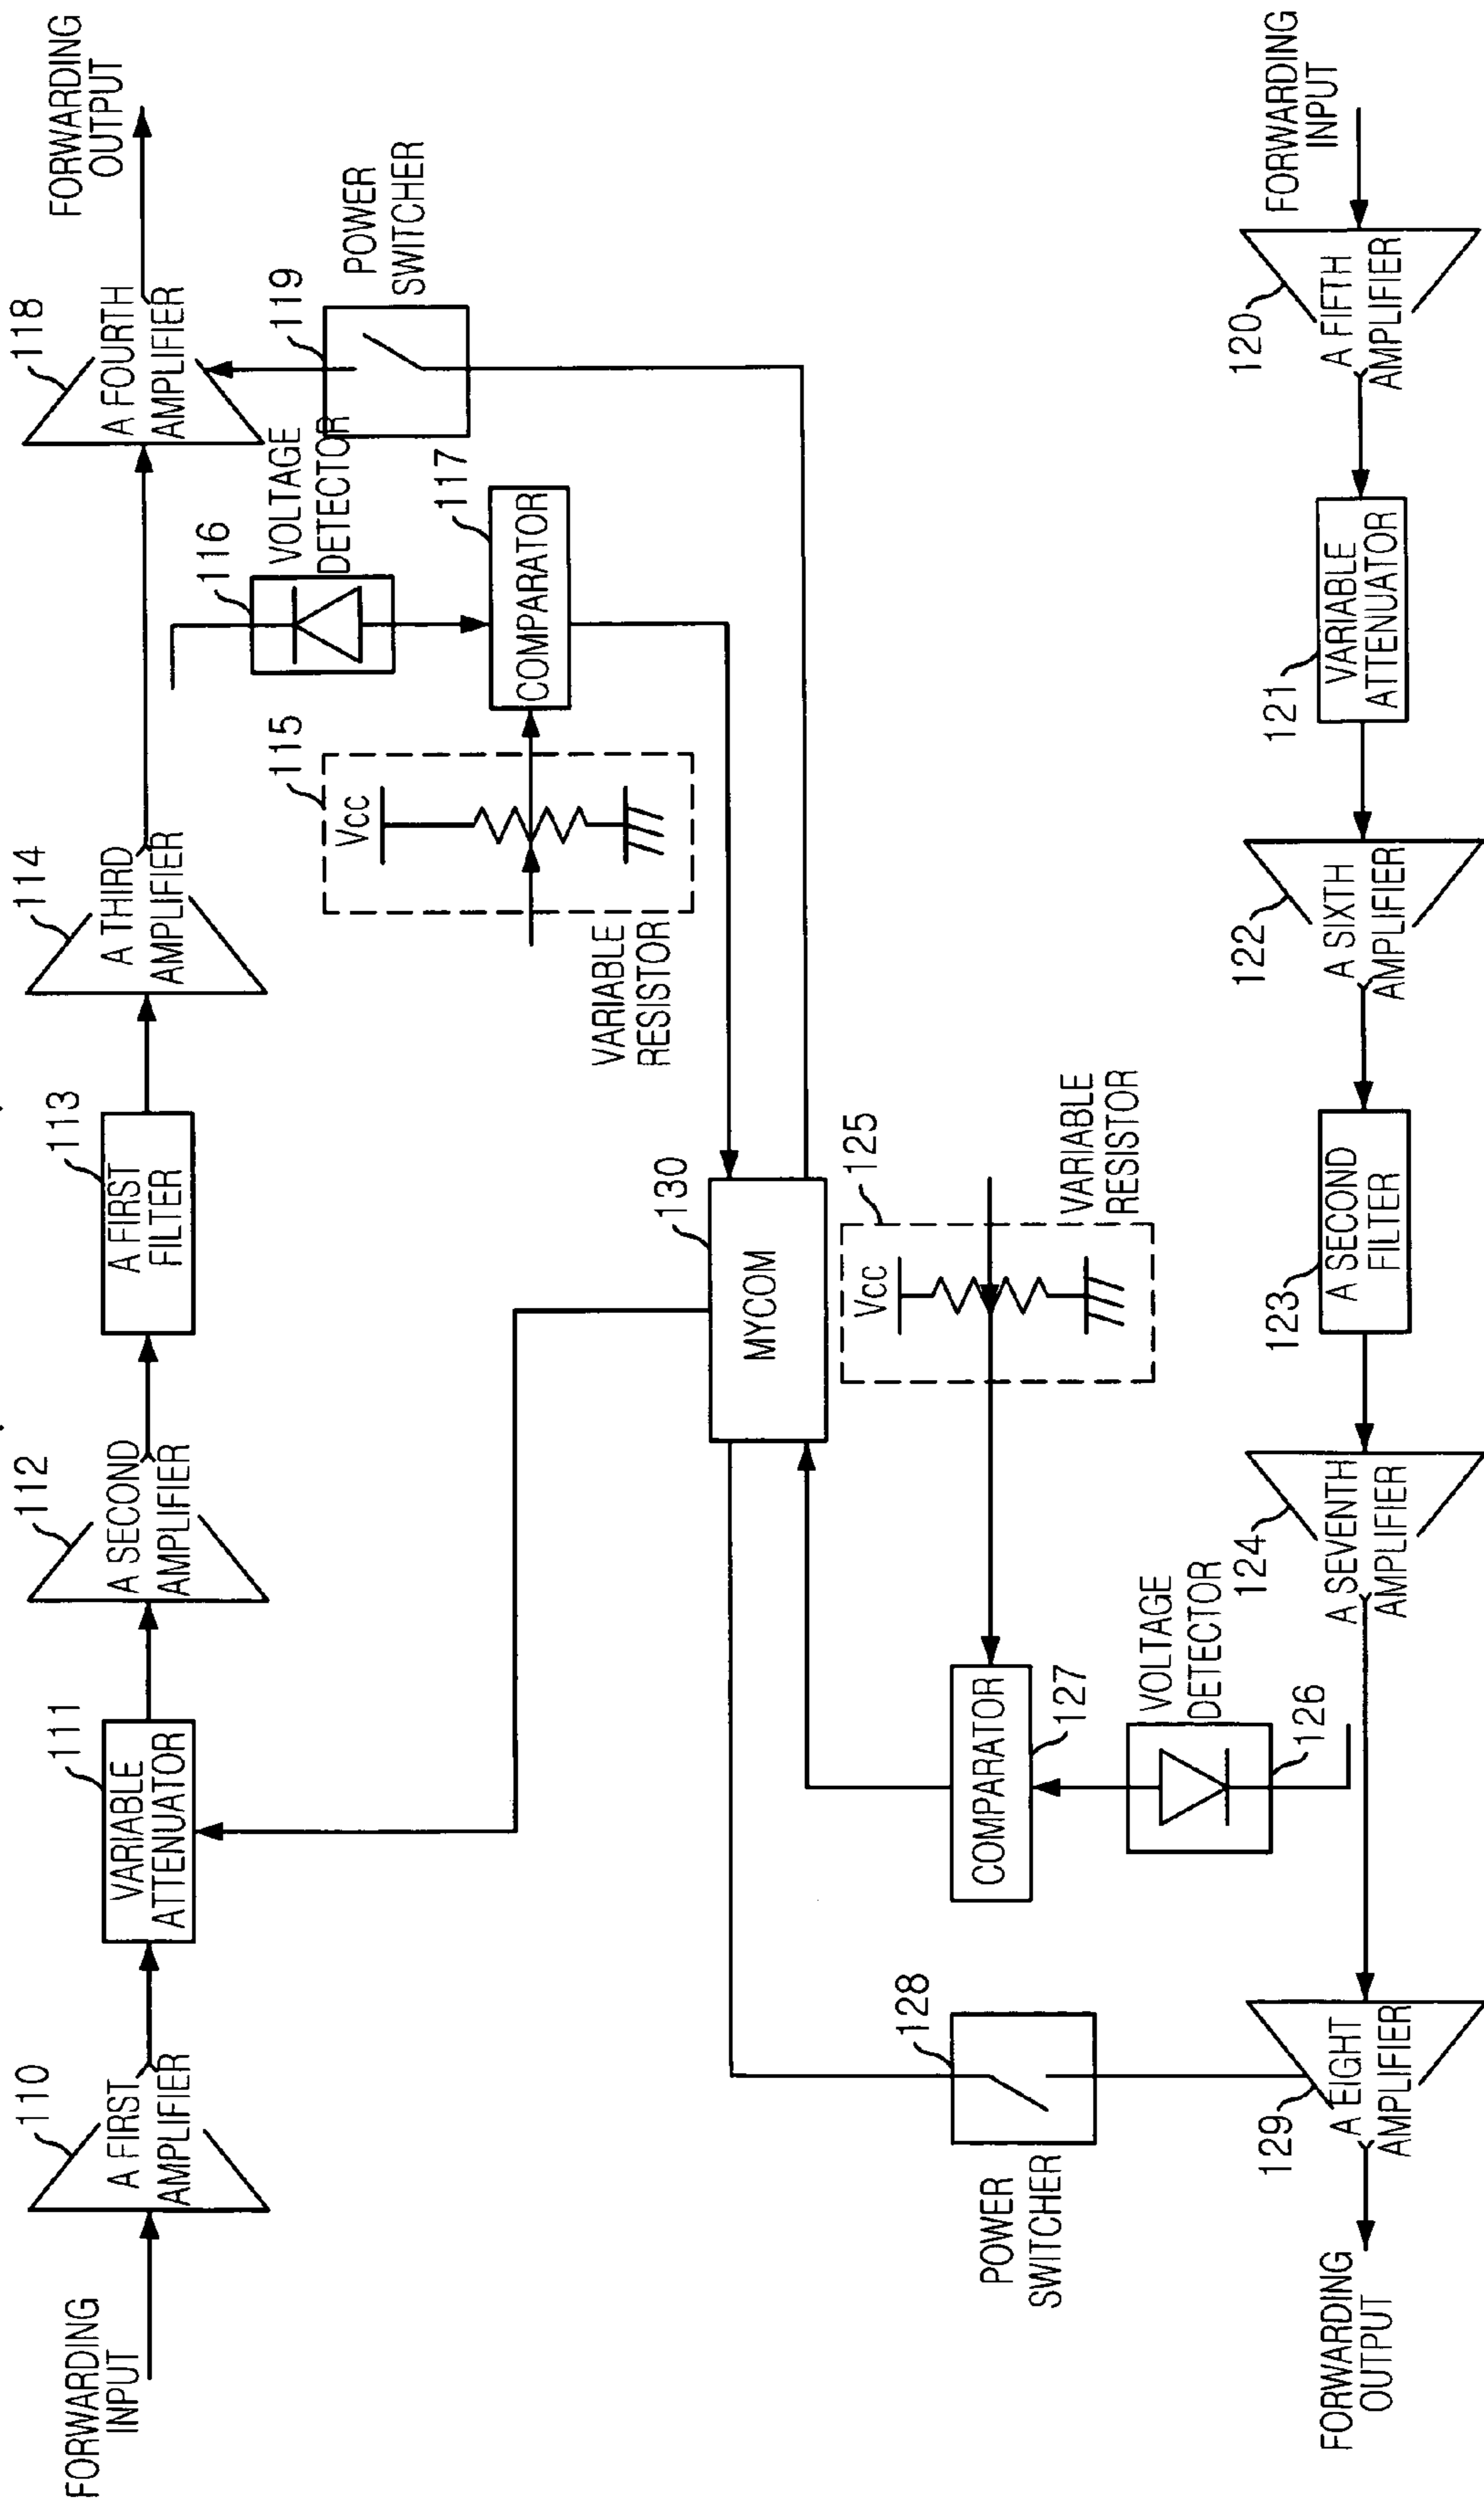 FORWARDING
INPUT
110
A FIRST
AMPLIFIER
111
VARIABLE
ATTENUATOR
112
A SECOND
AMPLIFIER
113
A FIRST
FILTER
114
A THIRD
AMPLIFIER
118
A FOURTH
AMPLIFIER
FORWARDING
OUTPUT
115
Vcc
VARIABLE
RESISTOR
116
VOLTAGE
DETECTOR
117
COMPARATOR
119
POWER
SWITCHER
130
MYCOM
125
Vcc
VARIABLE
RESISTOR
128
POWER
SWITCHER
COMPARATOR
127
VOLTAGE
DETECTOR
126
FORWARDING
OUTPUT
129
A EIGHT
AMPLIFIER
124
A SEVENTH
AMPLIFIER
123
A SECOND
FILTER
122
A SIXTH
AMPLIFIER
121
VARIABLE
ATTENUATOR
120
A FIFTH
AMPLIFIER
FORWARDING
INPUT